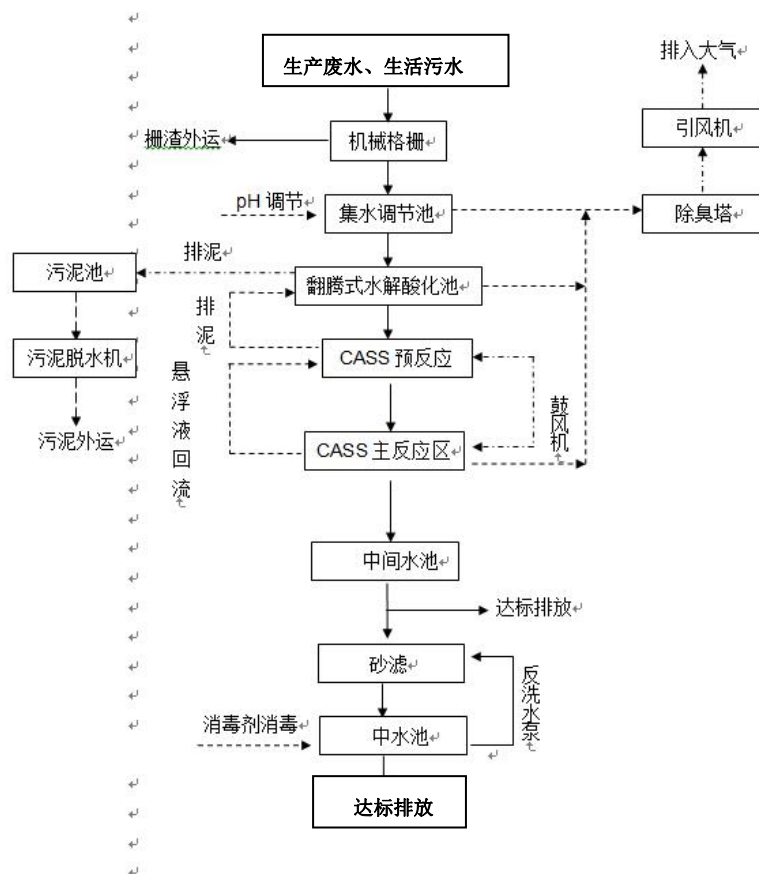 生产废水、生活污水
排入大气
引风机
栅渣外运
机械格栅
pH 调节
集水调节池
除臭塔
排泥
污泥池
翻腾式水解酸化池
排泥
污泥脱水机
CASS 预反应
悬浮液回流
鼓风机
污泥外运
CASS 主反应区
中间水池
达标排放
砂滤
反洗水泵
消毒剂消毒
中水池
达标排放